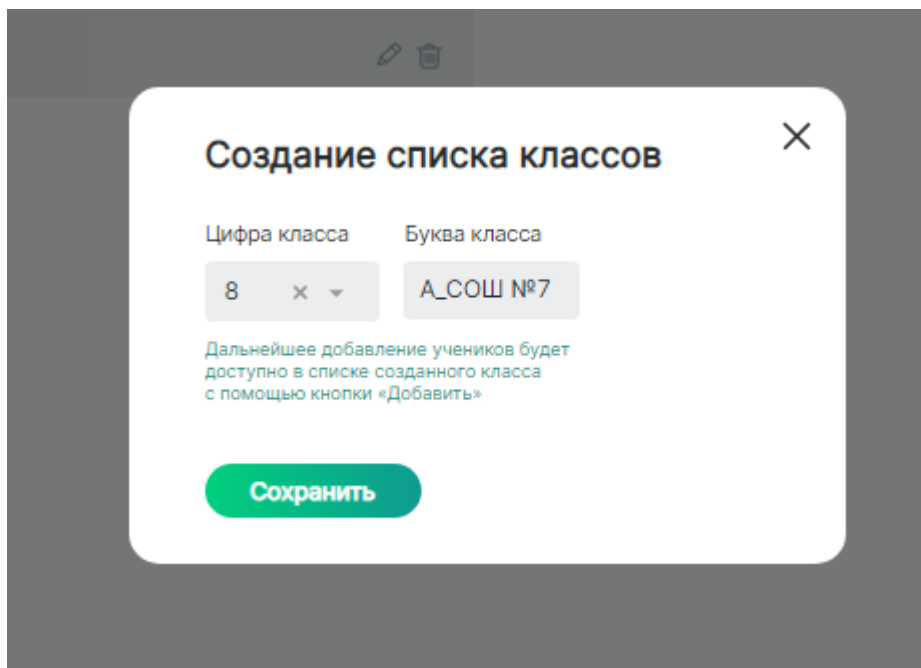 Создание списка классов
Цифра класса
Буква класса
8
А_СОШ №7
Дальнейшее добавление учеников будет
доступно в списке созданного класса
с помощью кнопки «Добавить»
Сохранить